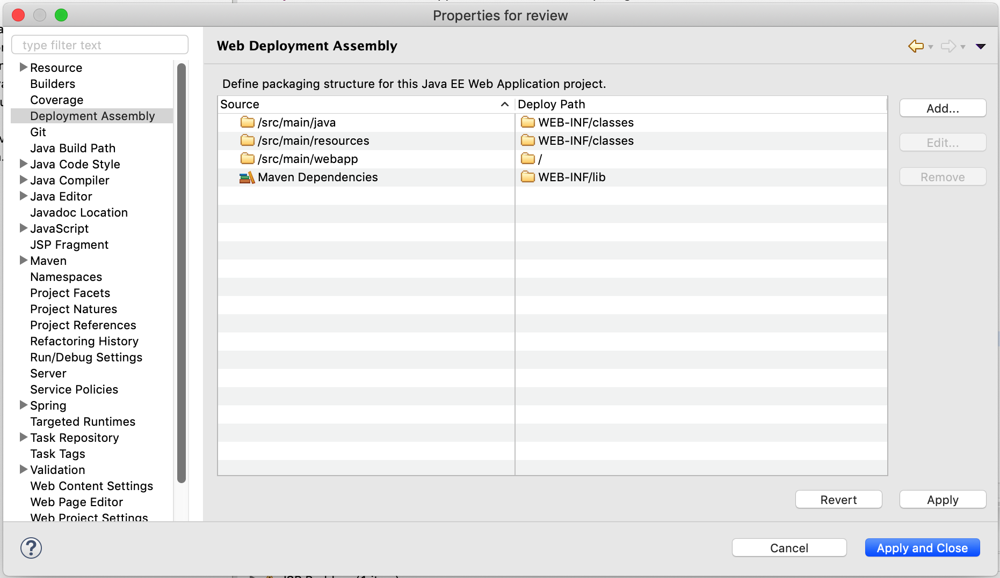 Properties for review
type filter text
Resource
Builders
Coverage
Deployment Assembly
Git
Java Build Path
Java Code Style
Java Compiler
Java Editor
Javadoc Location
JavaScript
JSP Fragment
Maven
Namespaces
Project Facets
Project Natures
Project References
Refactoring History
Run/Debug Settings
Server
Service Policies
Spring
Targeted Runtimes
Task Repository
Task Tags
Validation
Web Content Settings
Web Page Editor
Web Project Settings
Web Deployment Assembly
Define packaging structure for this Java EE Web Application project.
Source Deploy Path
/src/main/java WEB-INF/classes
/src/main/resources WEB-INF/classes
/src/main/webapp /
Maven Dependencies WEB-INF/lib
Add...
Edit...
Remove
Revert Apply
? Cancel Apply and Close